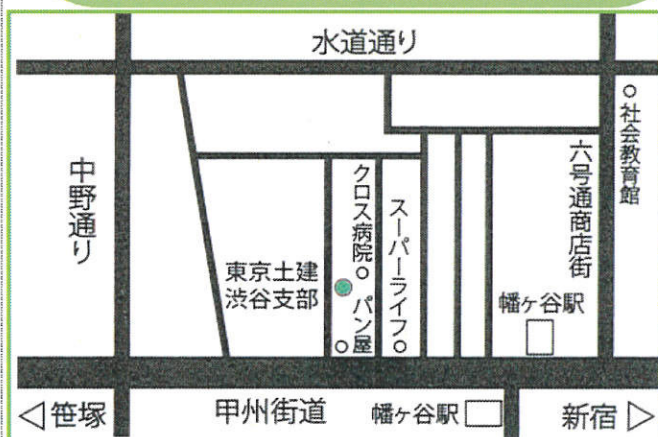 水道通り
中野通り
社会教育館
六号通商店街
クロス病院
スーパーライフ
東京土建
渋谷支部
パン屋
幡ヶ谷駅
笹塚
甲州街道
幡ヶ谷駅
新宿